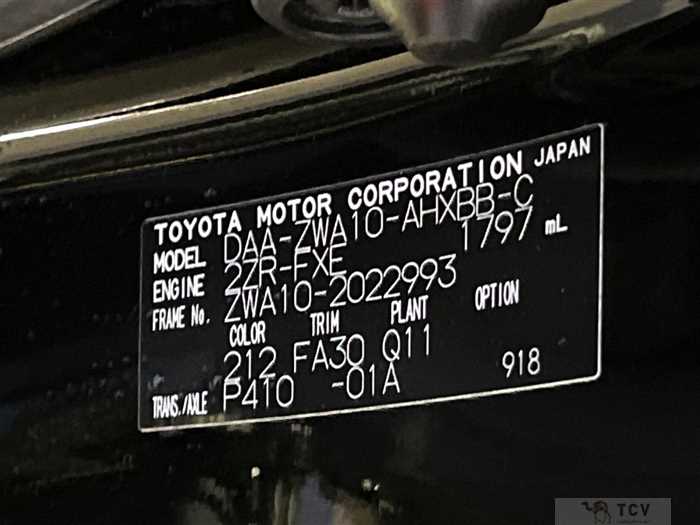 TOYOTA MOTOR CORPORATION JAPAN
MODEL DAA-ZWA10-AHXBB-C
ENGINE 2ZR-FXE 1797 mL
FRAME No. ZWA10-2022993
COLOR TRIM PLANT OPTION
212 FA30 Q11
TRANS./AXLE P410 -01A 918
TCV